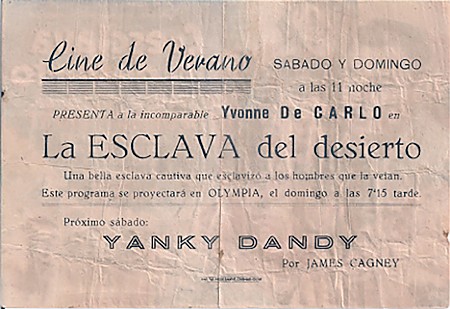 Cine de Verano
SABADO Y DOMINGO
a las 11 noche
PRESENTA a la incomparable Yvonne De CARLO en
La ESCLAVA del desierto
Una bella esclava cautiva que esclavizó a los hombres que la veían.
Este programa se proyectará en OLYMPIA, el domingo a las 7'15 tarde.
Próximo sábado:
YANKY DANDY
Por JAMES CAGNEY